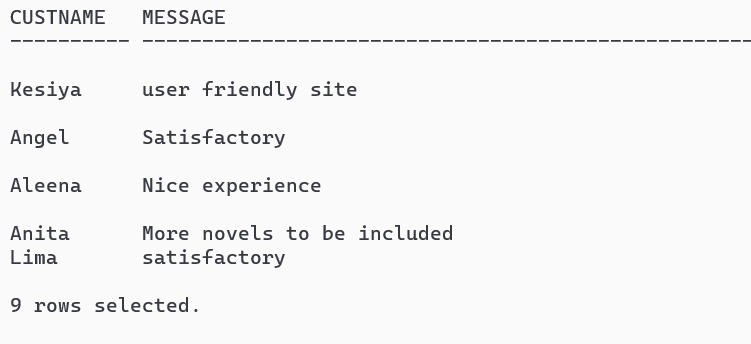 CUSTNAME   MESSAGE
---------- ---------------------------------------------------
Kesiya     user friendly site
Angel      Satisfactory
Aleena     Nice experience
Anita      More novels to be included
Lima       satisfactory
9 rows selected.